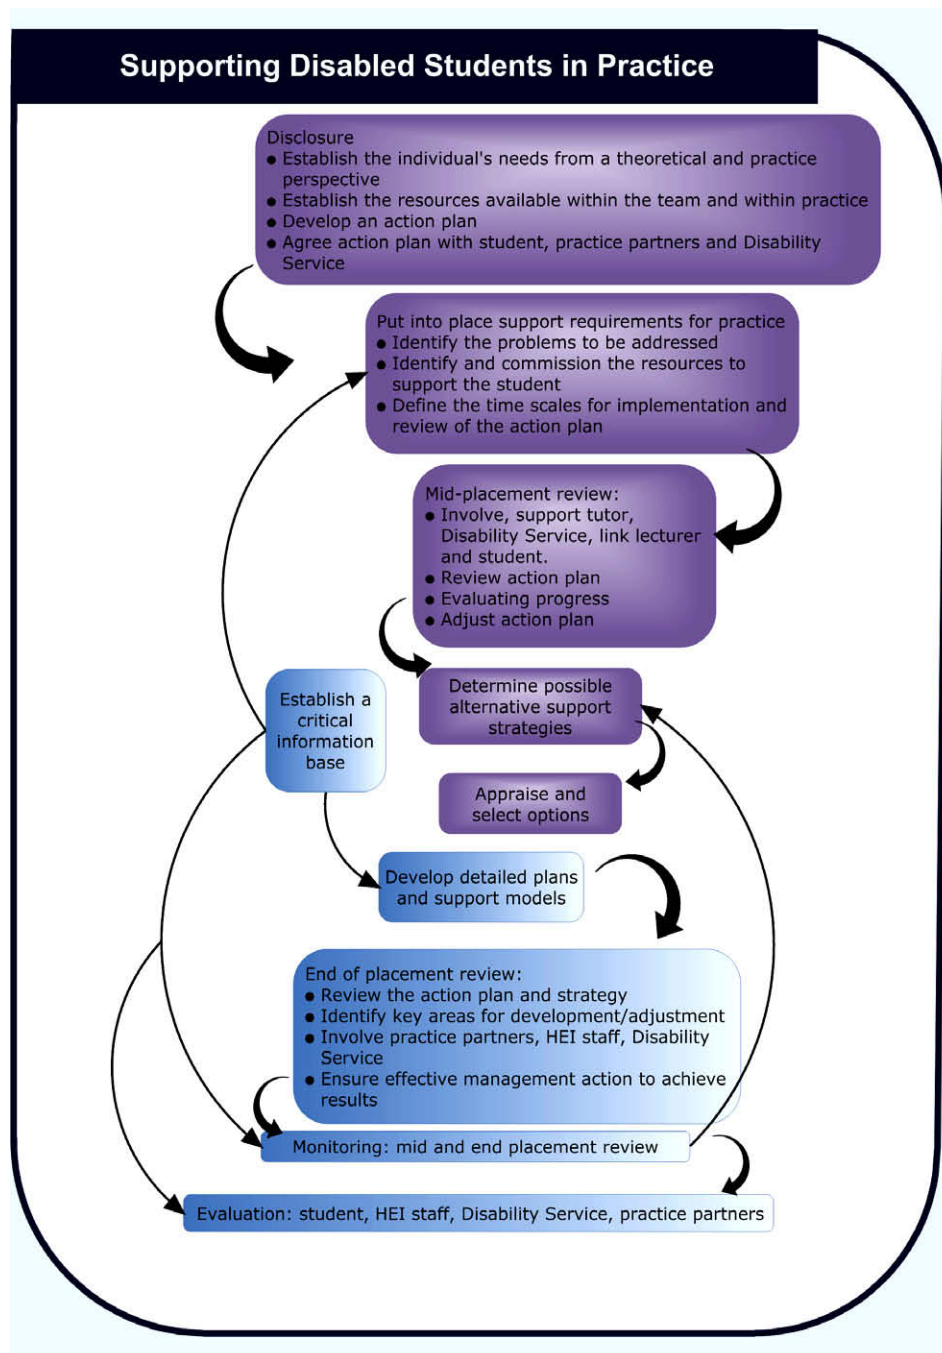 Supporting Disabled Students in Practice
Disclosure
● Establish the individual's needs from a theoretical and practice
perspective
● Establish the resources available within the team and within practice
● Develop an action plan
● Agree action plan with student, practice partners and Disability
Service
Put into place support requirements for practice
● Identify the problems to be addressed
● Identify and commission the resources to
support the student
● Define the time scales for implementation and
review of the action plan
Mid-placement review:
● Involve, support tutor,
Disability Service, link lecturer
and student.
● Review action plan
● Evaluating progress
● Adjust action plan
Establish a
critical
information
base
Determine possible
alternative support
strategies
Appraise and
select options
Develop detailed plans
and support models
End of placement review:
● Review the action plan and strategy
● Identify key areas for development/adjustment
● Involve practice partners, HEI staff, Disability
Service
● Ensure effective management action to achieve
results
Monitoring: mid and end placement review
Evaluation: student, HEI staff, Disability Service, practice partners